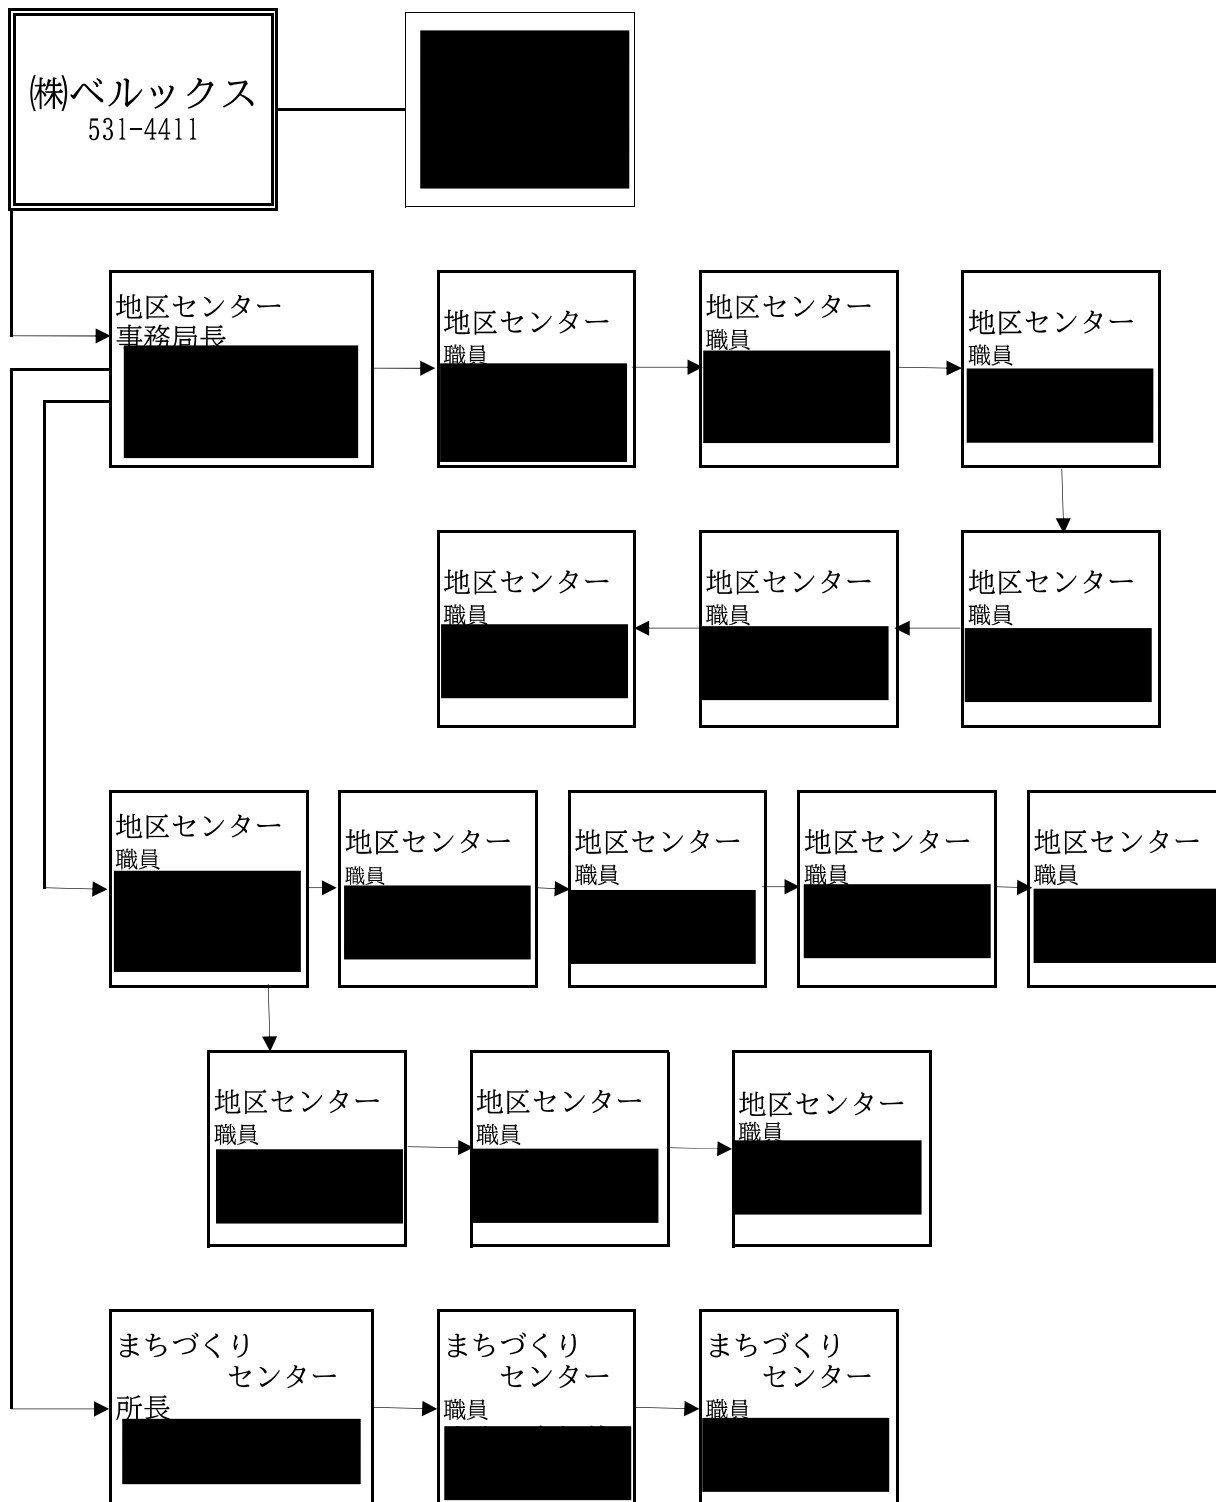 ㈱ベルックス
531-4411
地区センター
事務局長
地区センター
職員
地区センター
職員
地区センター
職員
地区センター
職員
地区センター
職員
地区センター
職員
地区センター
職員
地区センター
職員
地区センター
職員
地区センター
職員
地区センター
職員
地区センター
職員
地区センター
職員
地区センター
職員
まちづくり
センター
所長
まちづくり
センター
職員
まちづくり
センター
職員